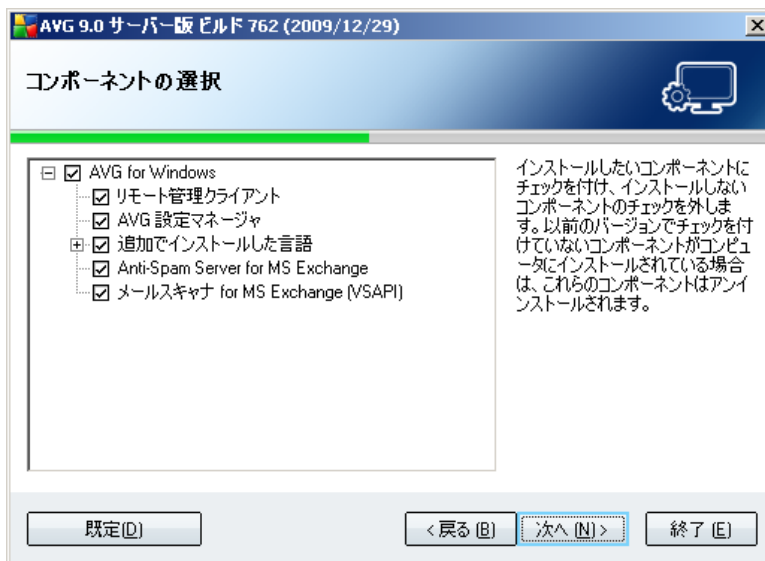 AVG 9.0 サーバー版 ビルド 762 (2009/12/29)
コンポーネントの選択
AVG for Windows
リモート管理クライアント
AVG 設定マネージャ
追加でインストールした言語
Anti-Spam Server for MS Exchange
メールスキャナ for MS Exchange (VSAPI)
インストールしたいコンポーネントに
チェックを付け、インストールしない
コンポーネントのチェックを外しま
す。以前のバージョンでチェックを付
けていないコンポーネントがコンピュ
ータにインストールされている場合
は、これらのコンポーネントはアンイ
ンストールされます。
既定(D)
< 戻る (B)
次へ (N) >
終了 (E)